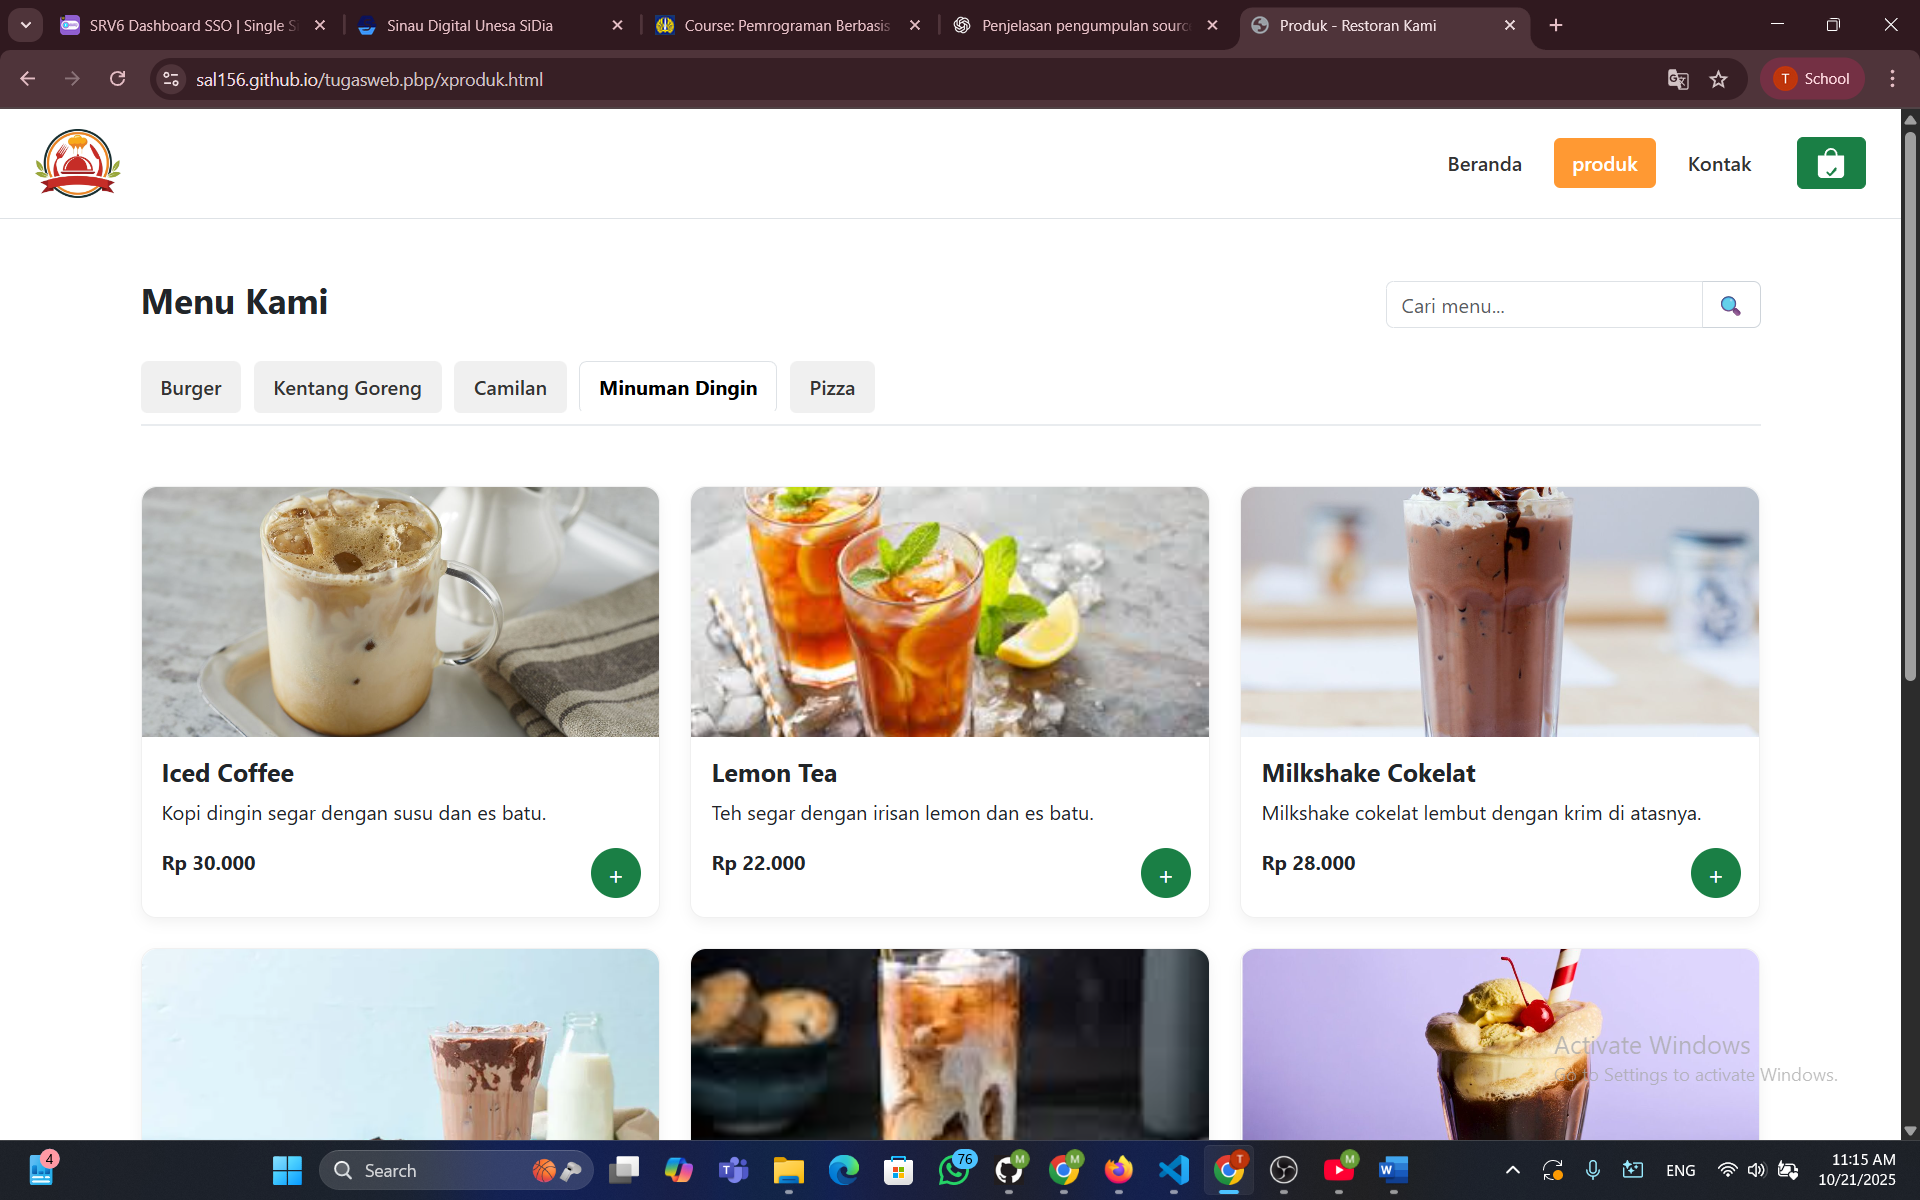 SRV6 Dashboard SSO | Single S
Sinau Digital Unesa SiDia
Course: Pemrograman Berbasis
Penjelasan pengumpulan sourc
Produk - Restoran Kami
sal156.github.io/tugasweb.pbp/xproduk.html
T
School
Beranda
produk
Kontak
Menu Kami
Cari menu...
Burger
Kentang Goreng
Camilan
Minuman Dingin
Pizza
Iced Coffee
Kopi dingin segar dengan susu dan es batu.
Rp 30.000
+
Lemon Tea
Teh segar dengan irisan lemon dan es batu.
Rp 22.000
+
Milkshake Cokelat
Milkshake cokelat lembut dengan krim di atasnya.
Rp 28.000
+
Activate Windows
Go to Settings to activate Windows.
4
Search
76
M
M
T
M
ENG
11:15 AM
10/21/2025